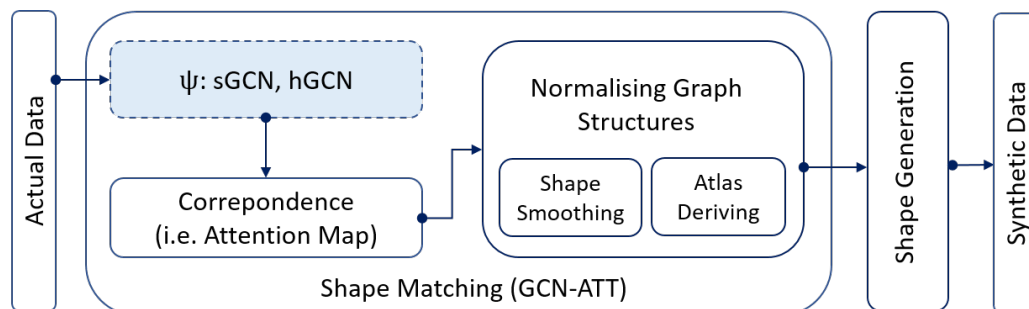 Actual Data
ψ: sGCN, hGCN
Correpondence
(i.e. Attention Map)
Normalising Graph
Structures
Shape
Smoothing
Atlas
Deriving
Shape Matching (GCN-ATT)
Shape Generation
Synthetic Data